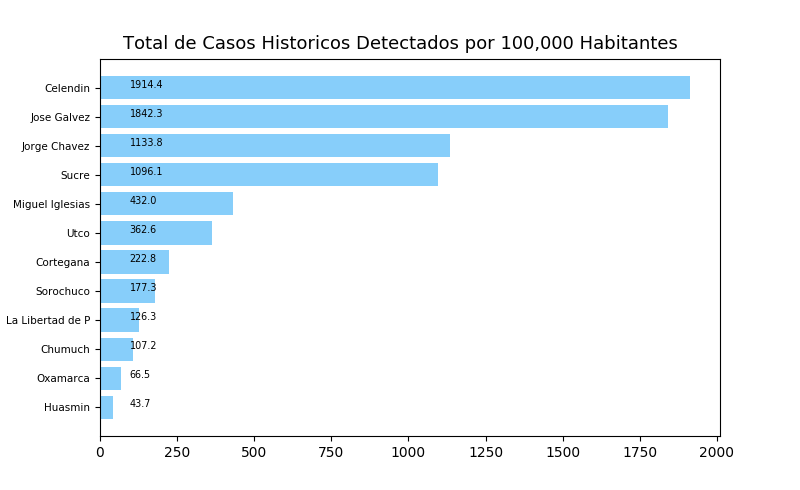 Total de Casos Historicos Detectados por 100,000 Habitantes
Celendin 1914.4
Jose Galvez 1842.3
Jorge Chavez 1133.8
Sucre 1096.1
Miguel Iglesias 432.0
Utco 362.6
Cortegana 222.8
Sorochuco 177.3
La Libertad de P 126.3
Chumuch 107.2
Oxamarca 66.5
Huasmin 43.7
0 250 500 750 1000 1250 1500 1750 2000